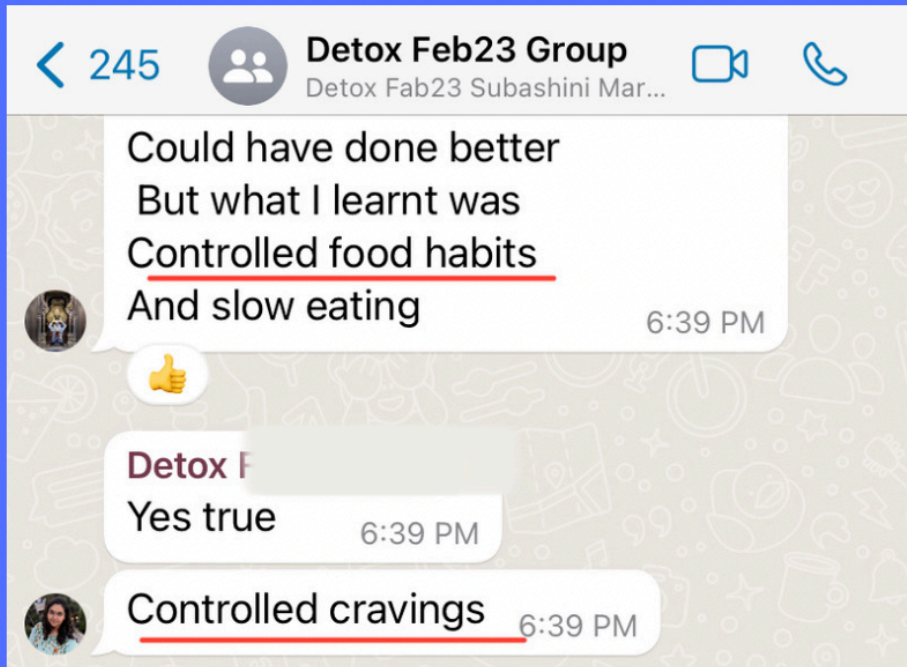 245
Detox Feb23 Group
Detox Fab23 Subashini Mar...
Could have done better
But what I learnt was
Controlled food habits
And slow eating
6:39 PM
Detox
Yes true
6:39 PM
Controlled cravings
6:39 PM